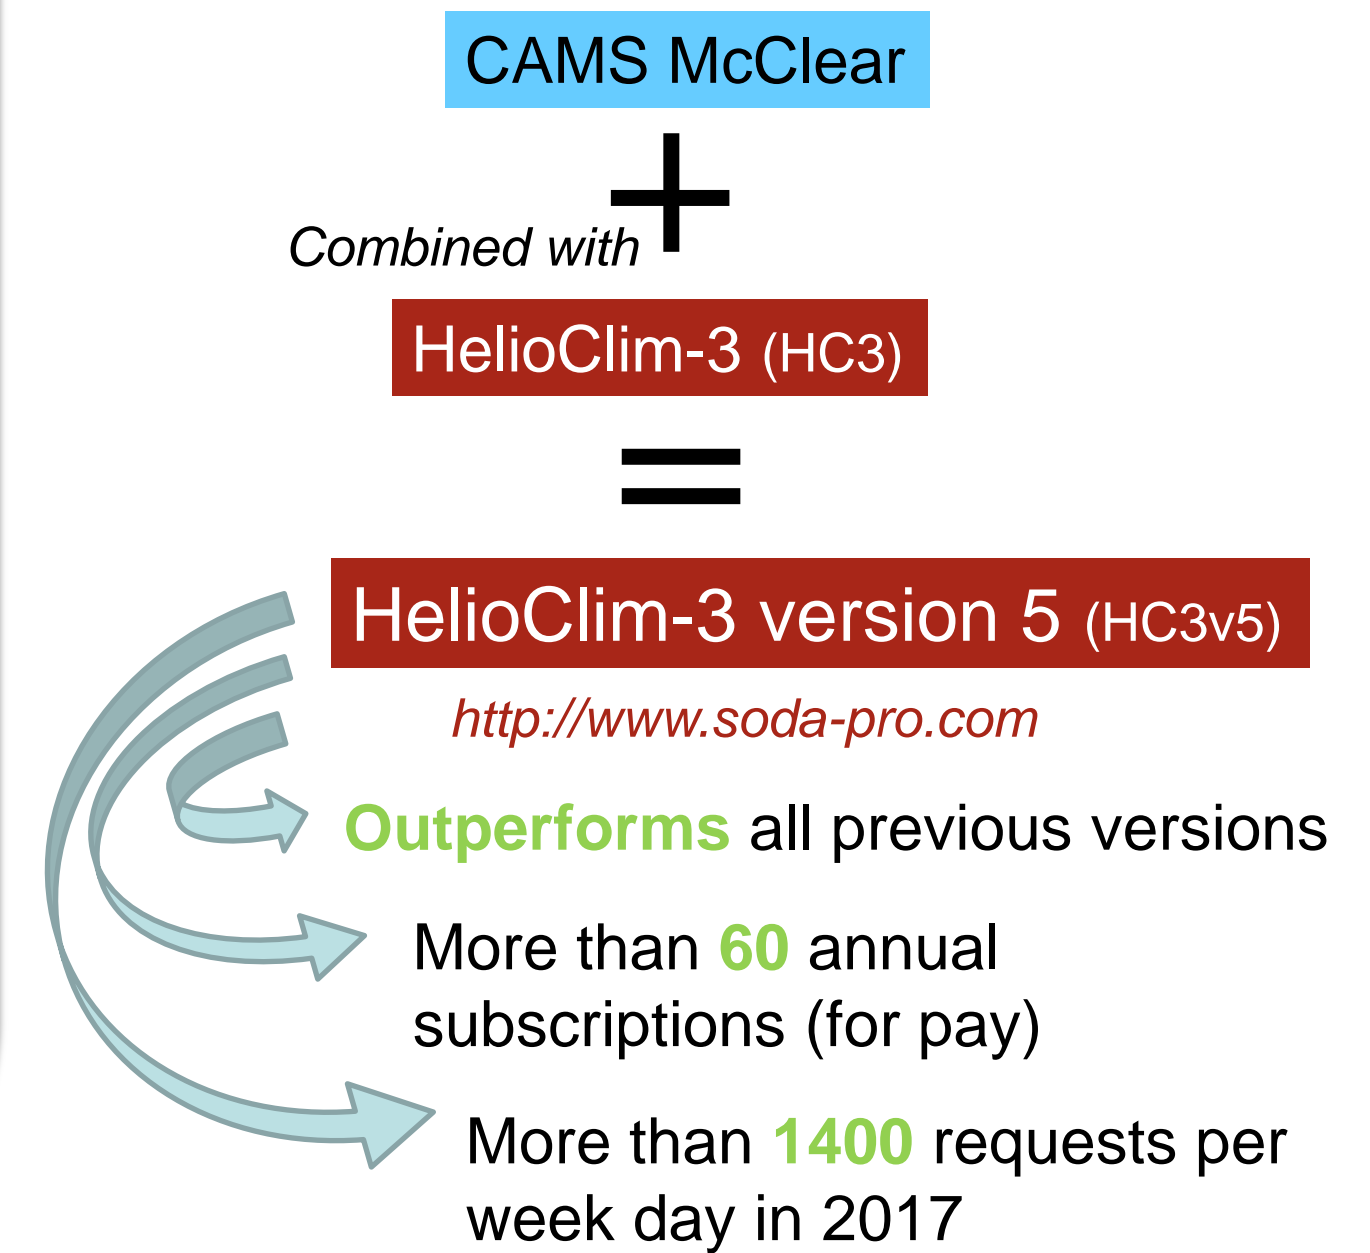 CAMS McClear
+
Combined with
HelioClim-3 (HC3)
=
HelioClim-3 version 5 (HC3v5)
http://www.soda-pro.com
Outperforms all previous versions
More than 60 annual
subscriptions (for pay)
More than 1400 requests per
week day in 2017